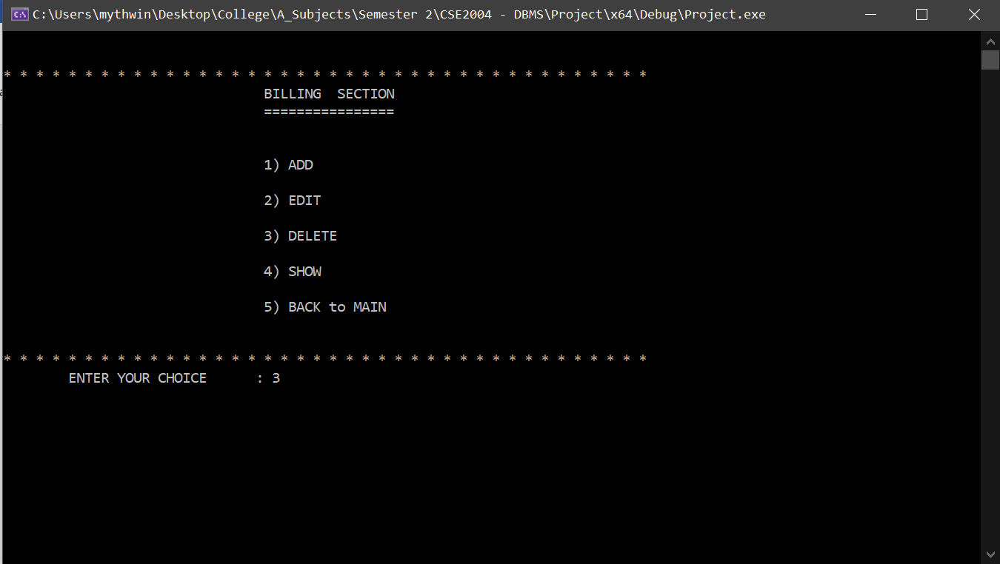 C:\Users\mythwin\Desktop\College\A_Subjects\Semester 2\CSE2004 - DBMS\Project\x64\Debug\Project.exe
* * * * * * * * * * * * * * * * * * * * * * * * * * * * * * * * * * * * * * * *
BILLING  SECTION
================
1) ADD
2) EDIT
3) DELETE
4) SHOW
5) BACK to MAIN
* * * * * * * * * * * * * * * * * * * * * * * * * * * * * * * * * * * * * * * *
ENTER YOUR CHOICE      : 3